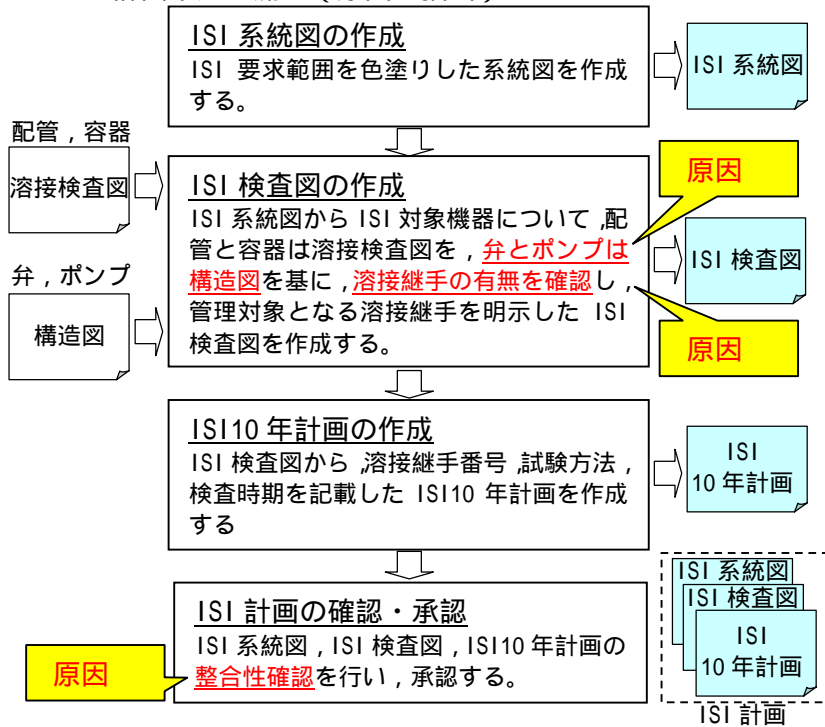 ISI 系統図の作成
ISI 要求範囲を色塗りした系統図を作成
する。
ISI 系統図
配管，容器
溶接検査図
弁，ポンプ
構造図
ISI 検査図の作成
ISI 系統図から ISI 対象機器について，配
管と容器は溶接検査図を，弁とポンプは
構造図を基に，溶接継手の有無を確認し，
管理対象となる溶接継手を明示した ISI
検査図を作成する。
原因
ISI 検査図
原因
ISI10 年計画の作成
ISI 検査図から，溶接継手番号，試験方法，
検査時期を記載した ISI10 年計画を作成
する
ISI
10 年計画
ISI 計画の確認・承認
ISI 系統図，ISI 検査図，ISI10 年計画の
整合性確認を行い，承認する。
原因
ISI 系統図
ISI 検査図
ISI
10 年計画
ISI 計画